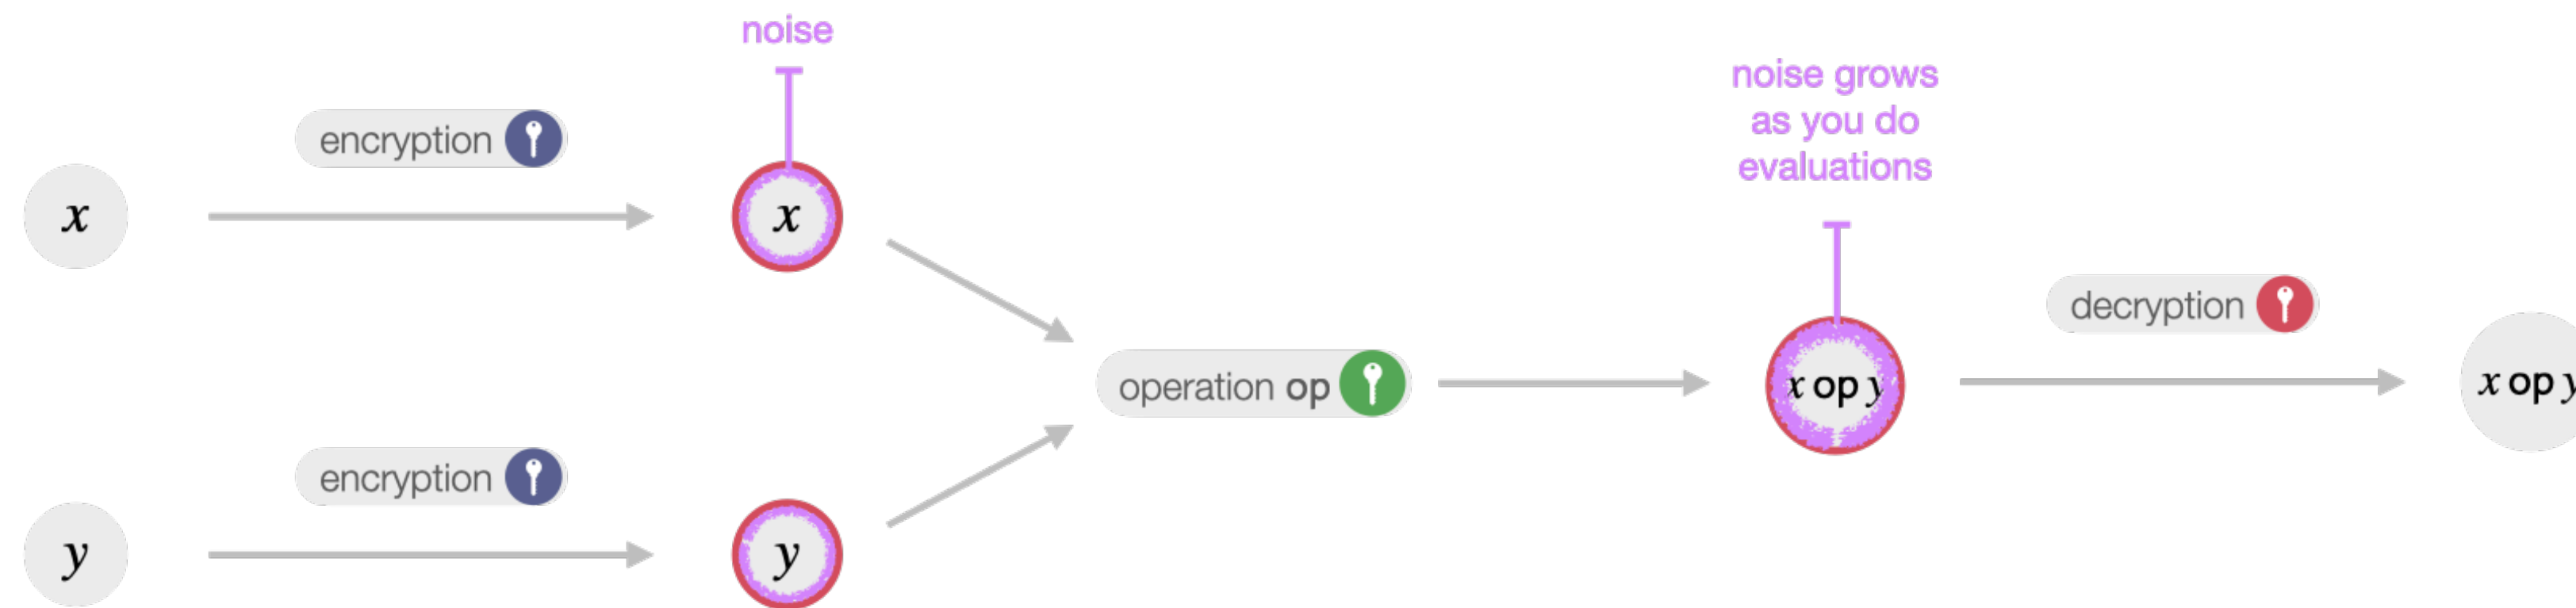 noise
noise grows
as you do
evaluations
encryption
x
x
decryption
operation op
x op y
x op y
encryption
y
y